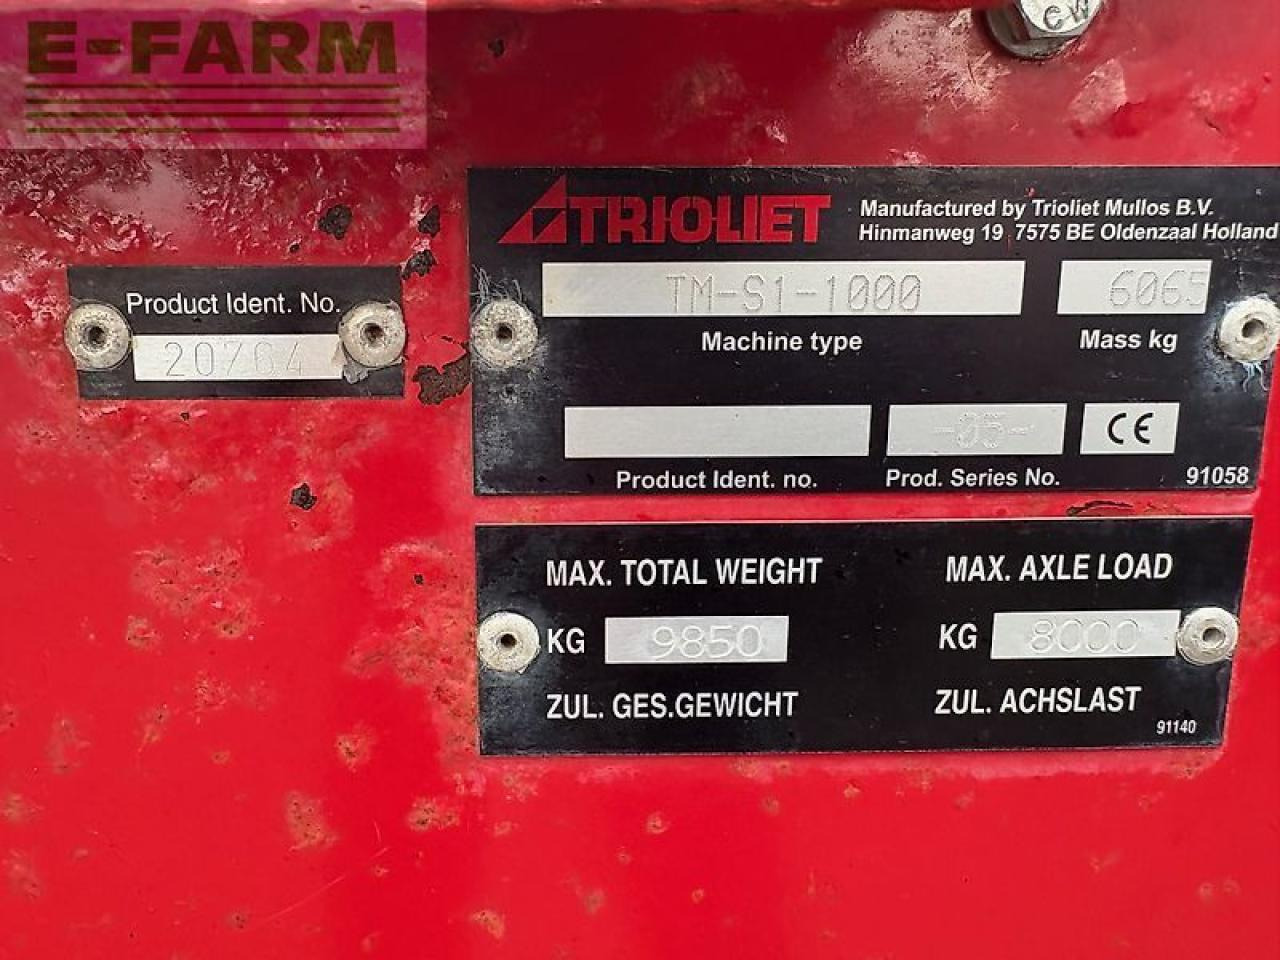 E-FARM
CW
TRIOLIET
Manufactured by Trioliet Mullos B.V.
Hinmanweg 19 7575 BE Oldenzaal Holland
TM-S1-1000
6065
Machine type
Mass kg
Product Ident. No.
20764
-05-
CE
Product Ident. no.
Prod. Series No.
91058
MAX. TOTAL WEIGHT
MAX. AXLE LOAD
KG 9850
KG 8000
ZUL. GES.GEWICHT
ZUL. ACHSLAST
91140